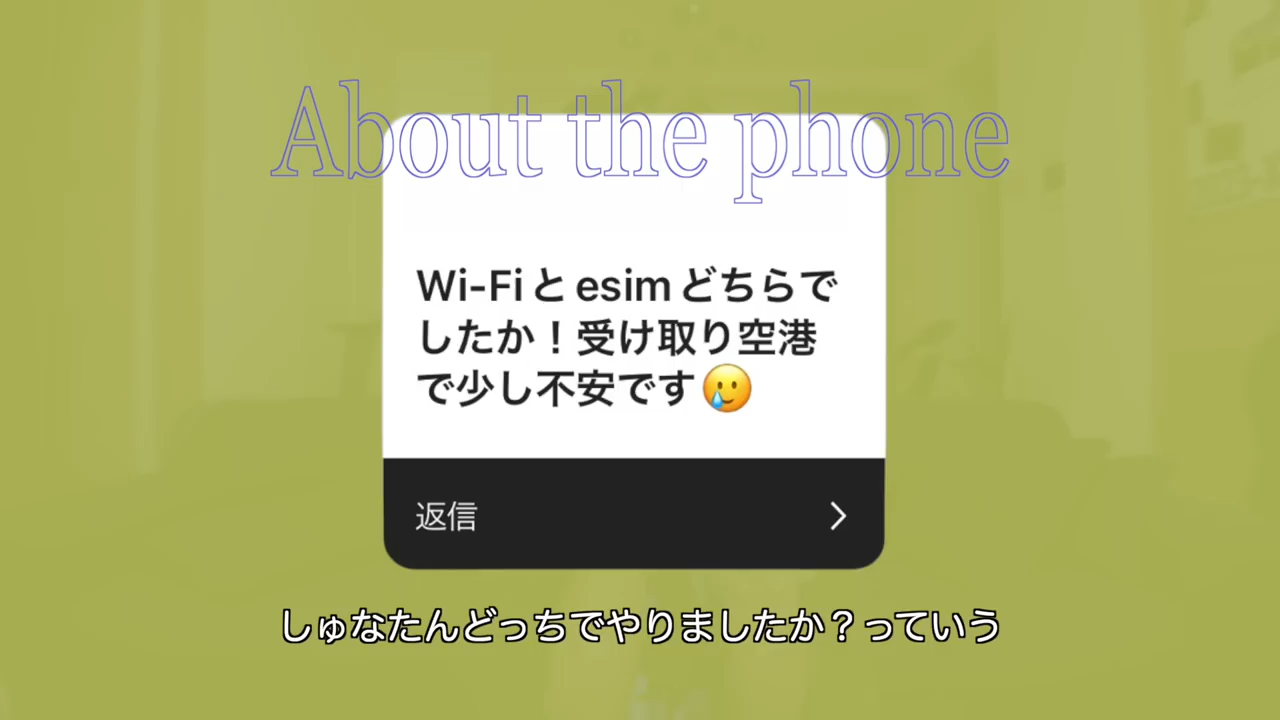 About the phone
Wi-Fiとesimどちらで
したか！受け取り空港
で少し不安です🥲
返信
しゅなたんどっちでやりましたか？っていう